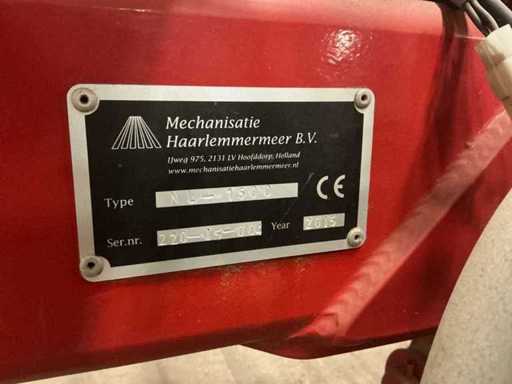 Mechanisatie
Haarlemmermeer B.V.
IJweg 975, 2131 LV Hoofddorp, Holland
www.mechanisatiehaarlemmermeer.nl
Type
CE
Ser.nr.
Year 2015